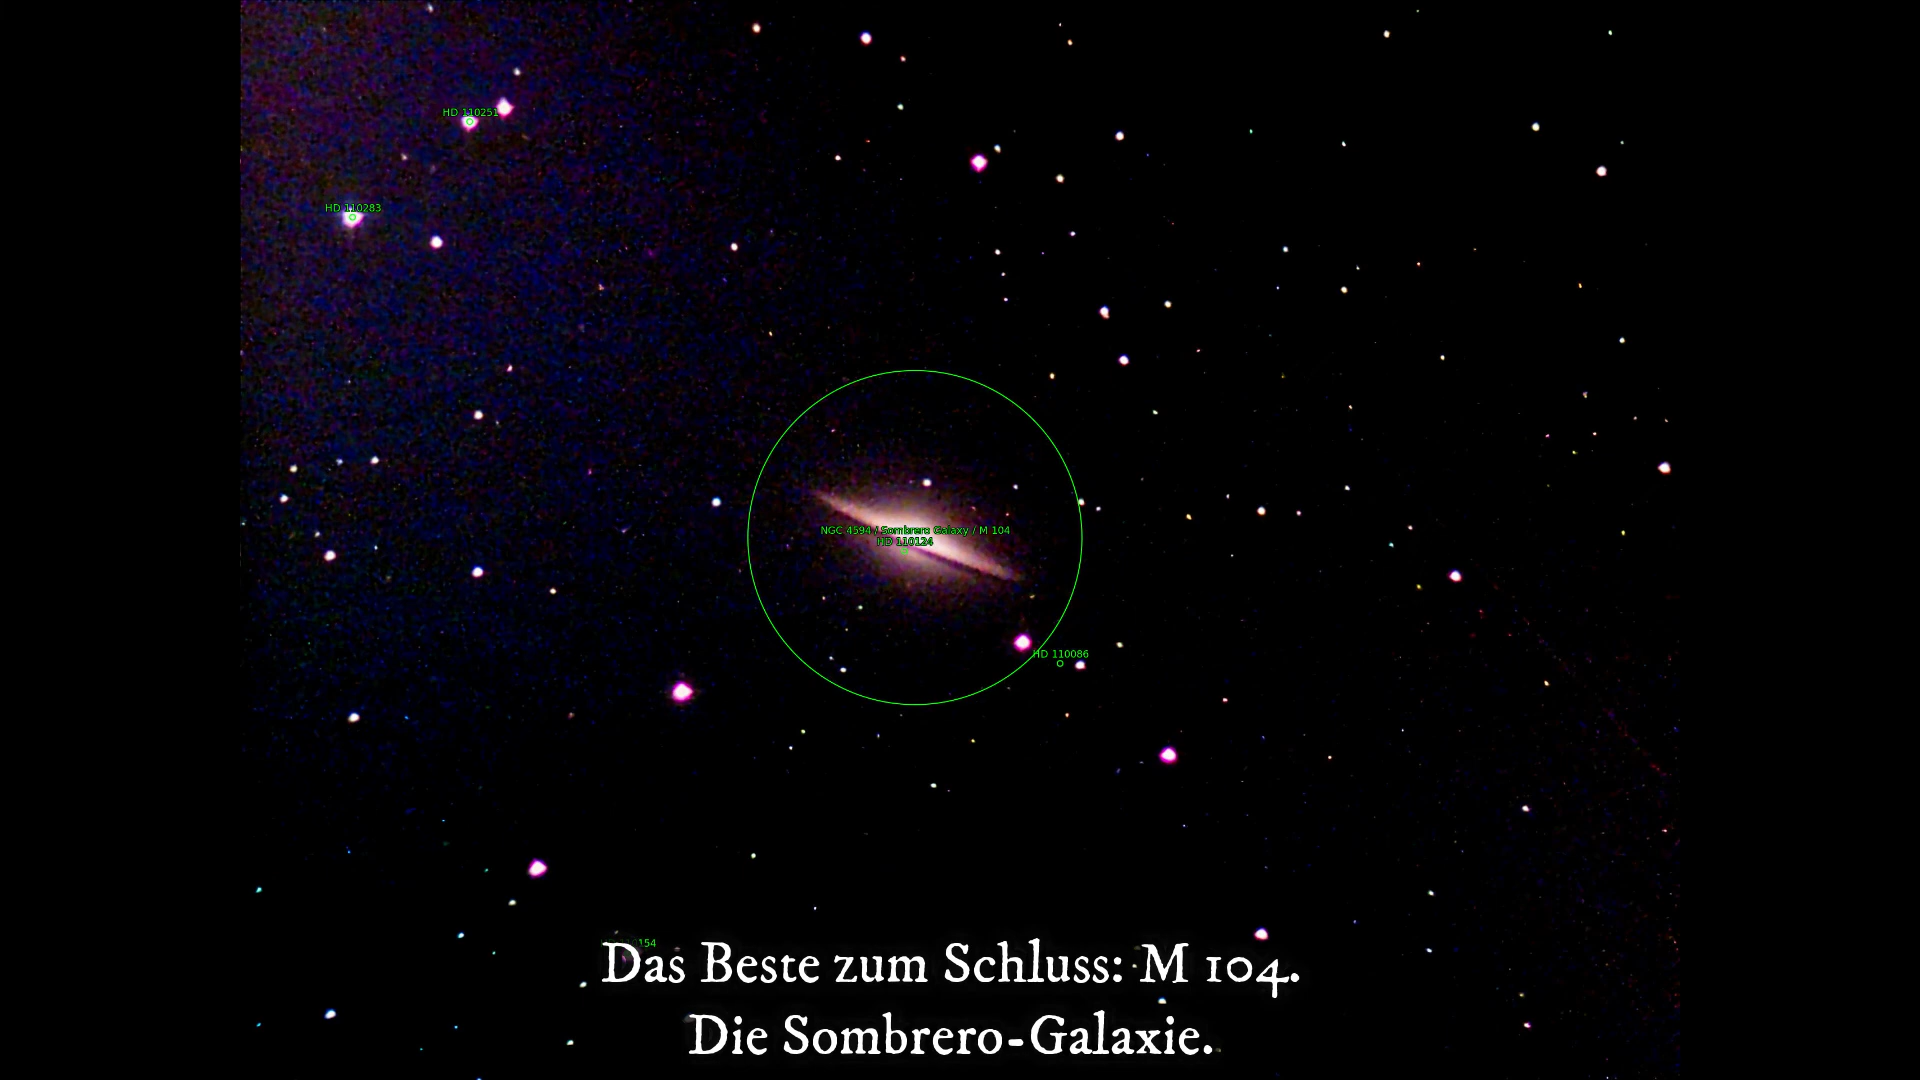 HD 110251
HD 110283
NGC 4594 / Sombrero Galaxy / M 104
HD 110124
HD 110086
Das Beste zum Schluss: M 104.
Die Sombrero-Galaxie.